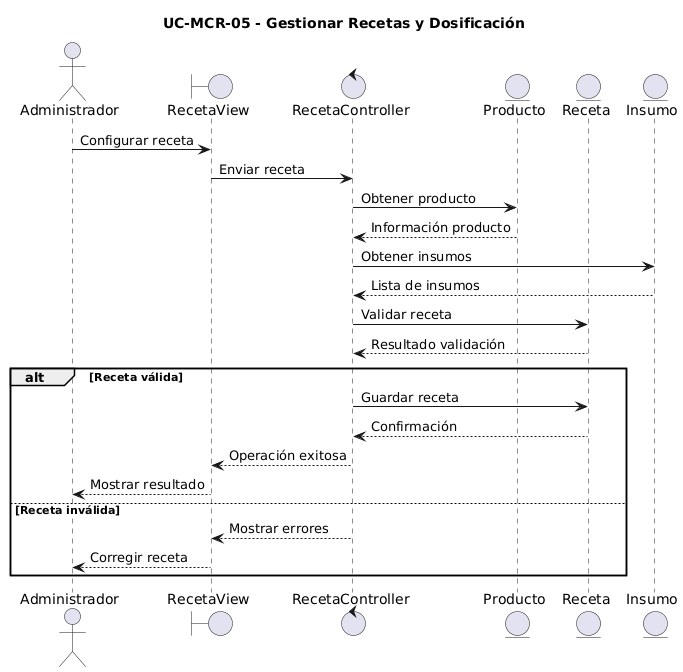 UC-MCR-05 - Gestionar Recetas y Dosificación
Administrador RecetaView RecetaController Producto Receta Insumo
Configurar receta
Enviar receta
Obtener producto
Información producto
Obtener insumos
Lista de insumos
Validar receta
Resultado validación
alt [Receta válida]
Guardar receta
Confirmación
Operación exitosa
Mostrar resultado
[Receta inválida]
Mostrar errores
Corregir receta
Administrador RecetaView RecetaController Producto Receta Insumo